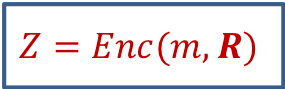 Z = Enc(m, R)